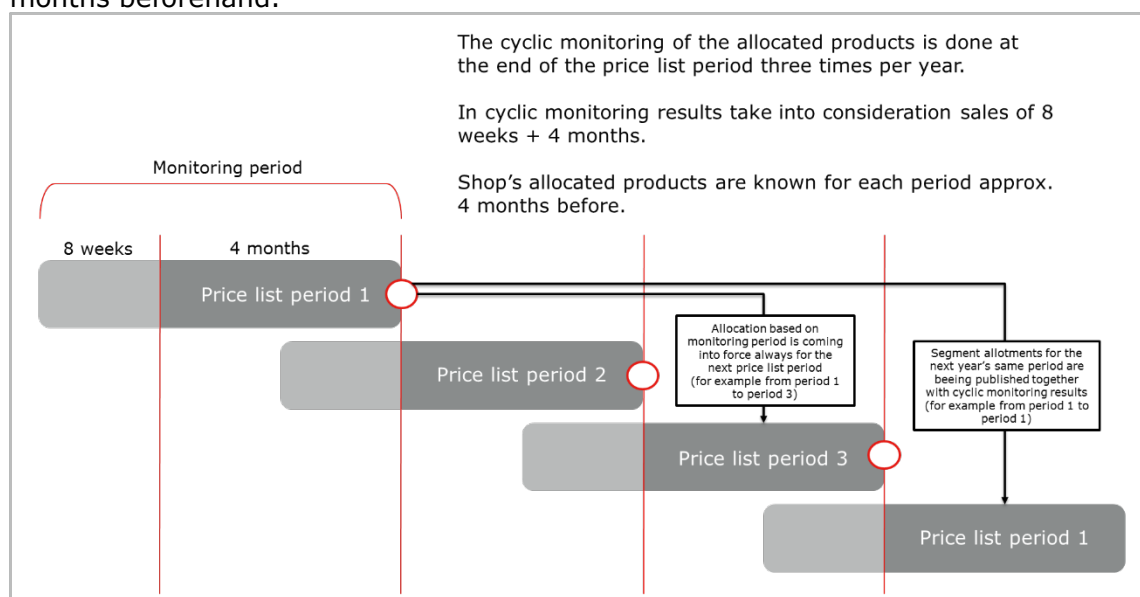 months beforehand.
The cyclic monitoring of the allocated products is done at
the end of the price list period three times per year.
In cyclic monitoring results take into consideration sales of 8
weeks + 4 months.
Shop's allocated products are known for each period approx.
4 months before.
Monitoring period
8 weeks
4 months
Price list period 1
Allocation based on
monitoring period is coming
into force always for the
next price list period
(for example from period 1
to period 3)
Segment allotments for the
next year's same period are
beeing published together
with cyclic monitoring results
(for example from period 1 to
period 1)
Price list period 2
Price list period 3
Price list period 1